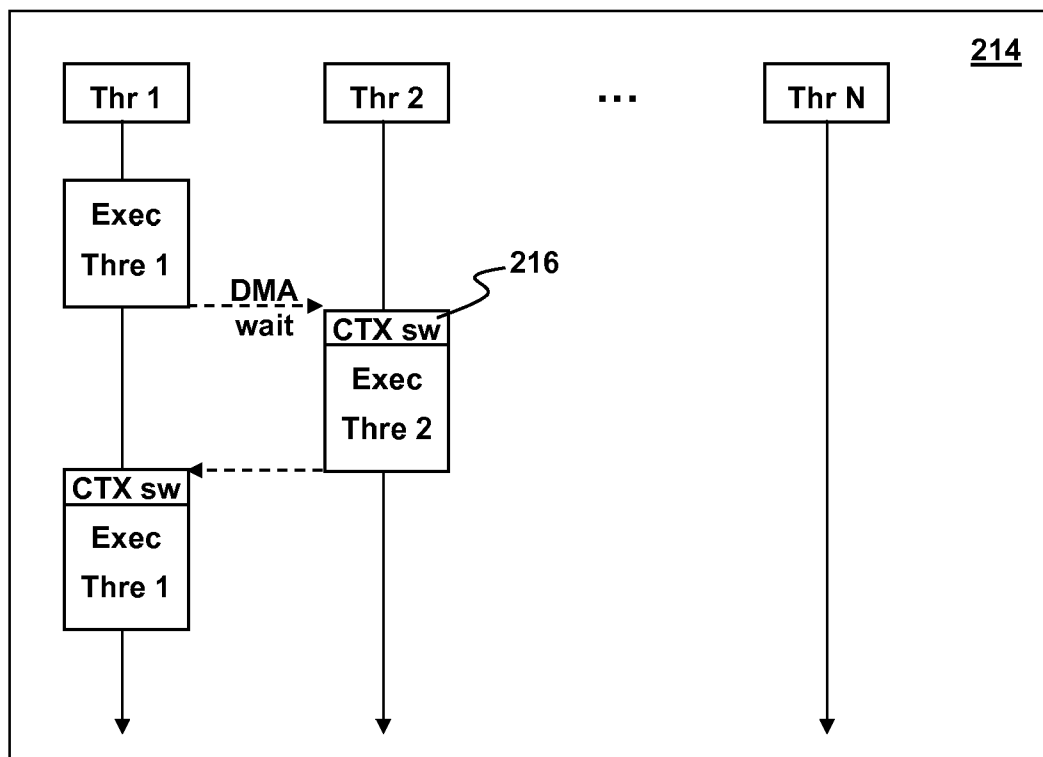 214
Thr 1
Thr 2
...
Thr N
Exec
Thre 1
DMA
wait
216
CTX sw
Exec
Thre 2
CTX sw
Exec
Thre 1